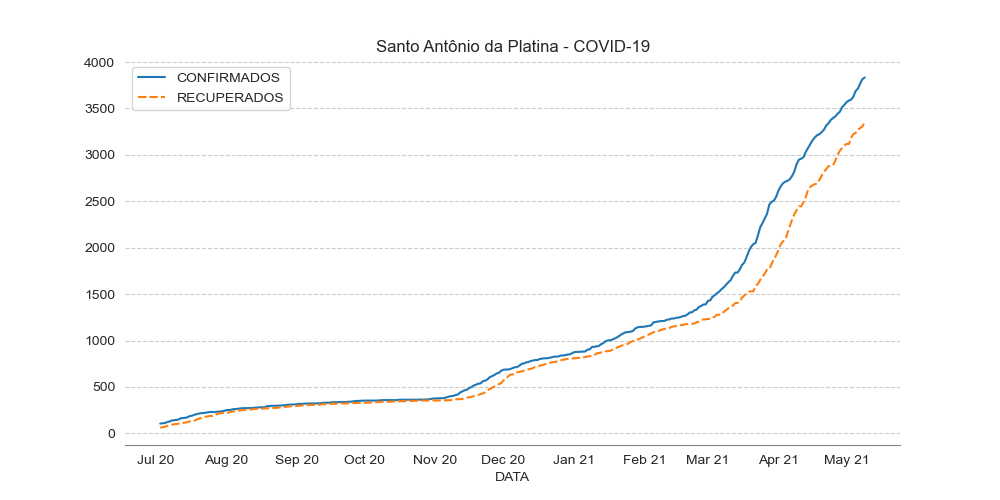 Santo Antônio da Platina - COVID-19
4000
3500
3000
2500
2000
1500
1000
500
0
CONFIRMADOS
RECUPERADOS
Jul 20 Aug 20 Sep 20 Oct 20 Nov 20 Dec 20 Jan 21 Feb 21 Mar 21 Apr 21 May 21
DATA